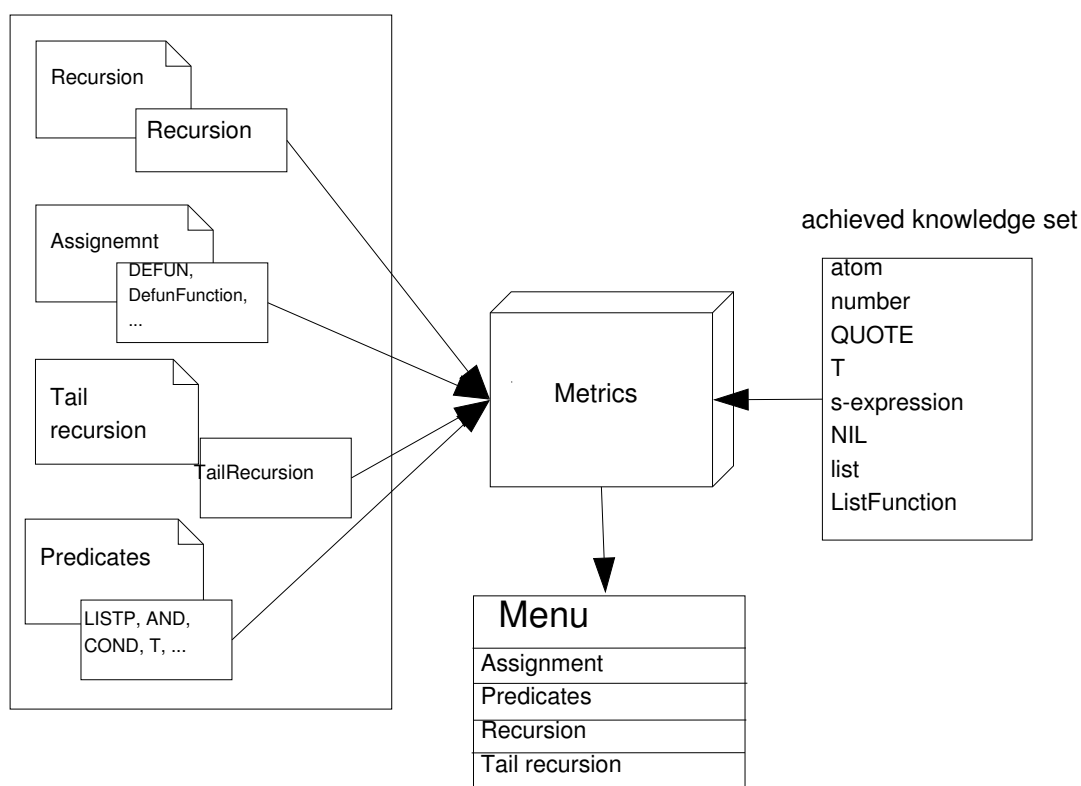 Recursion
Recursion
Assignemnt
DEFUN,
DefunFunction,
...
Tail
recursion
TailRecursion
Predicates
LISTP, AND,
COND, T, ...
Metrics
achieved knowledge set
atom
number
QUOTE
T
s-expression
NIL
list
ListFunction
Menu
Assignment
Predicates
Recursion
Tail recursion